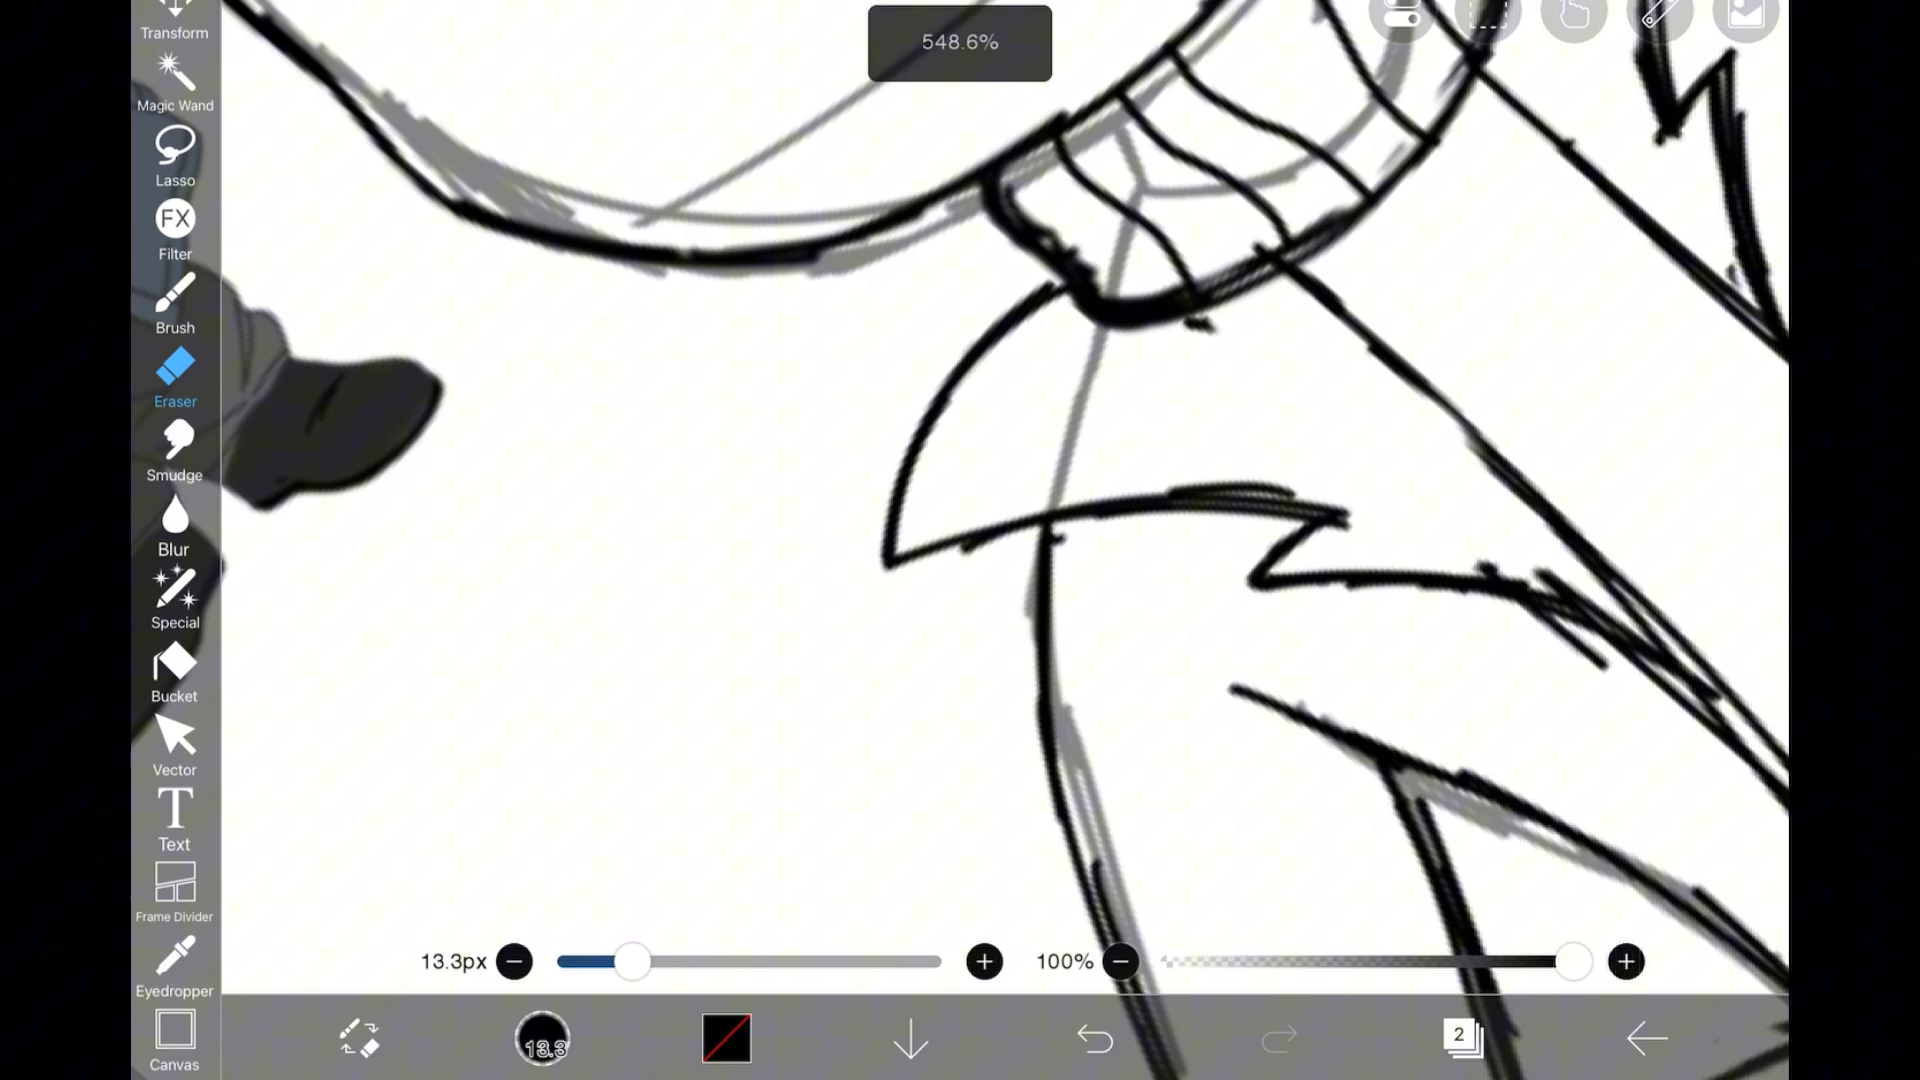 Transform
548.6%
Magic Wand
Lasso
FX
Filter
Brush
Eraser
Smudge
Blur
Special
Bucket
Vector
T
Text
Frame Divider
13.3px
100%
Eyedropper
13.3
2
Canvas